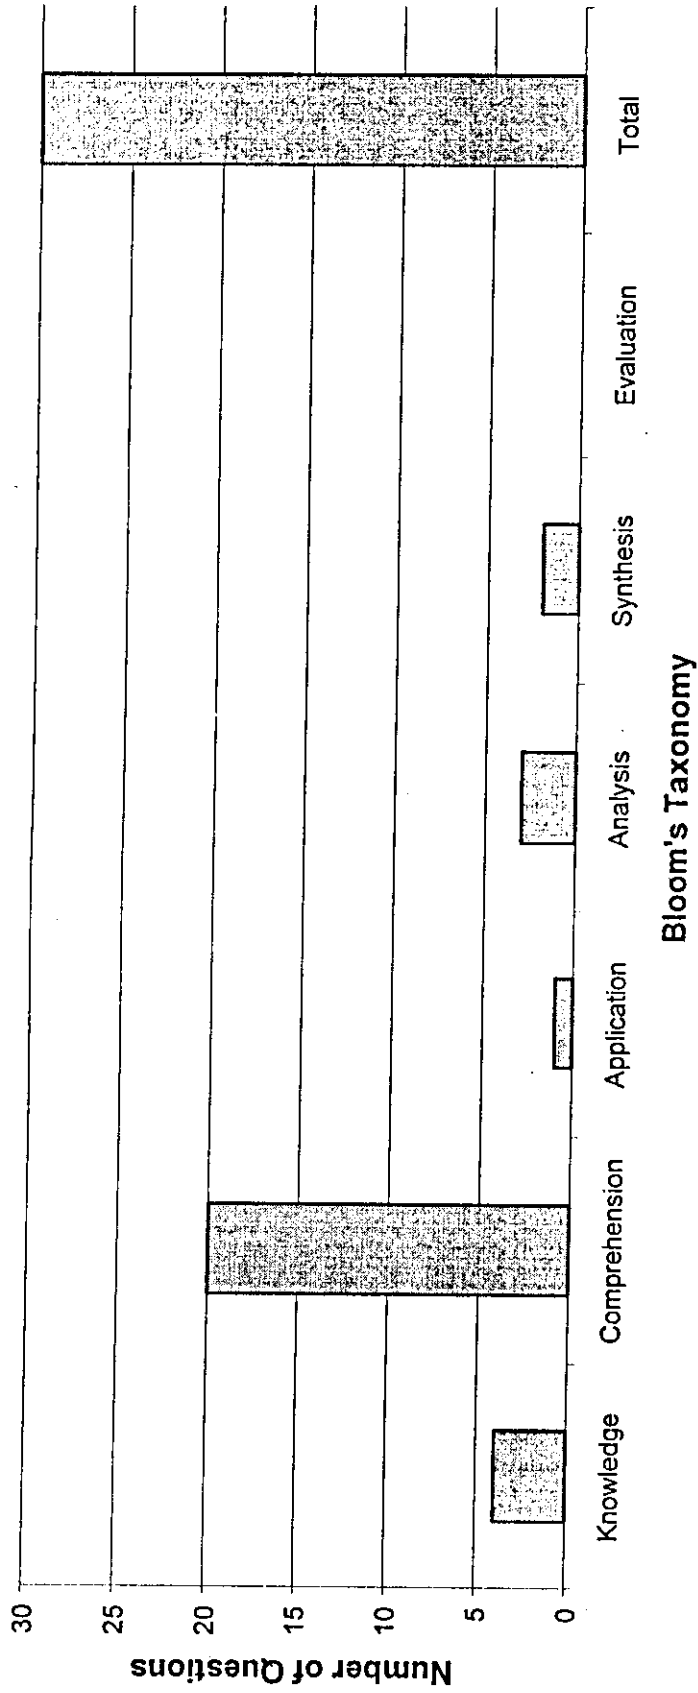 Number of Questions
30
25
20
15
10
5
0
Knowledge
Comprehension
Application
Analysis
Synthesis
Evaluation
Total
Bloom's Taxonomy